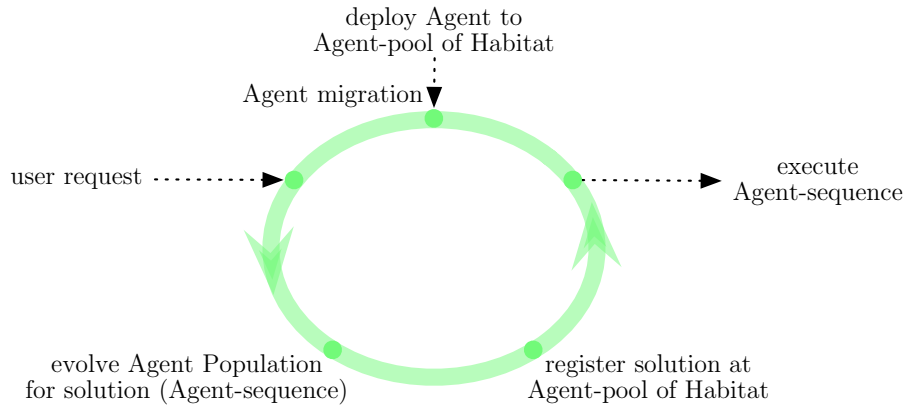 deploy Agent to
Agent-pool of Habitat
Agent migration
user request
execute
Agent-sequence
evolve Agent Population
for solution (Agent-sequence)
register solution at
Agent-pool of Habitat